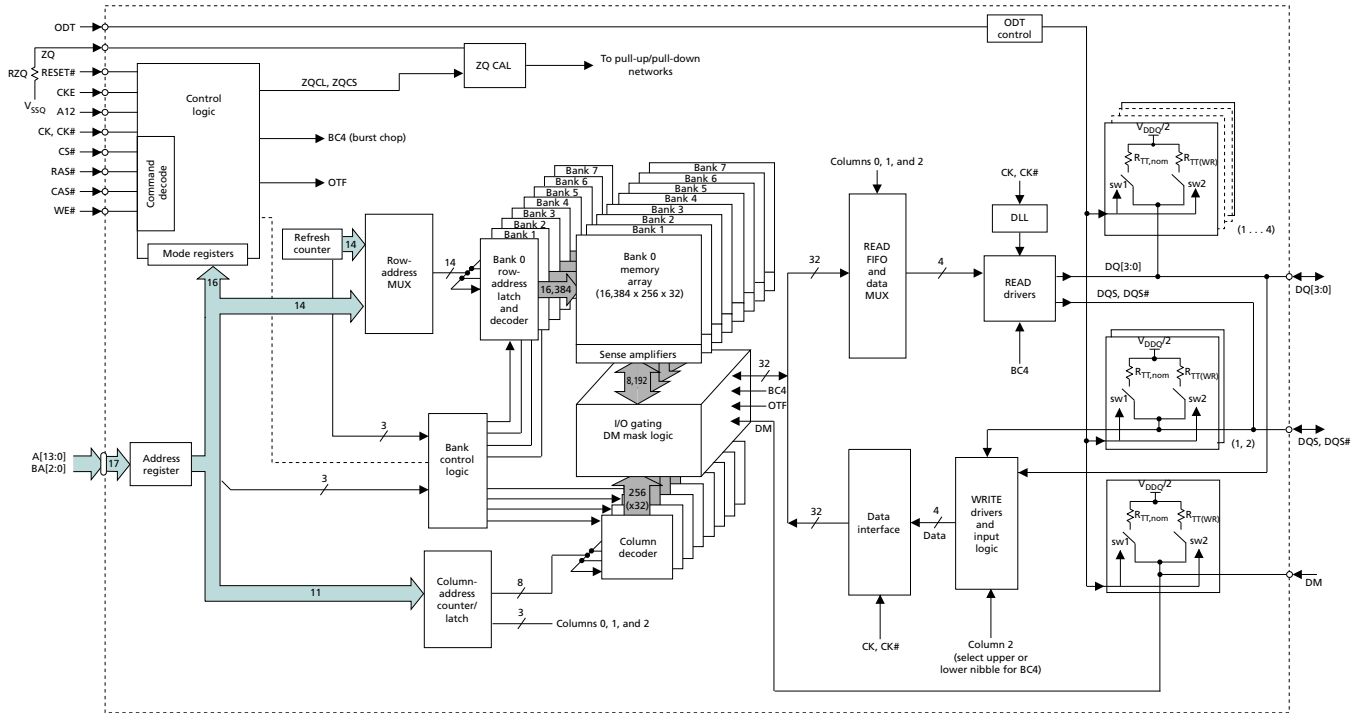 ODT
ODT
control
ZQ
RZQ
RESET#
CKE
VSSQ
A12
CK, CK#
CS#
RAS#
CAS#
WE#
Control
logic
Command
decode
Mode registers
ZQCL, ZQCS
ZQ CAL
To pull-up/pull-down
networks
BC4 (burst chop)
OTF
Refresh
counter
14
Row-
address
MUX
14
16
14
Bank 7
Bank 6
Bank 5
Bank 4
Bank 3
Bank 2
Bank 1
Bank 0
row-
address
latch
and
decoder
16,384
Bank 7
Bank 6
Bank 5
Bank 4
Bank 3
Bank 2
Bank 1
Bank 0
memory
array
(16,384 x 256 x 32)
Sense amplifiers
8,192
I/O gating
DM mask logic
32
BC4
OTF
DM
256
(x32)
Column
decoder
A[13:0]
BA[2:0]
17
Address
register
3
3
Bank
control
logic
11
Column-
address
counter/
latch
8
3
Columns 0, 1, and 2
Columns 0, 1, and 2
32
READ
FIFO
and
data
MUX
4
CK, CK#
DLL
READ
drivers
BC4
DQ[3:0]
DQS, DQS#
32
Data
interface
CK, CK#
4
Data
WRITE
drivers
and
input
logic
Column 2
(select upper or
lower nibble for BC4)
VDDQ/2
RTT,nom
RTT(WR)
sw1
sw2
(1 . . . 4)
DQ[3:0]
VDDQ/2
RTT,nom
RTT(WR)
sw1
sw2
(1, 2)
DQS, DQS#
VDDQ/2
RTT,nom
RTT(WR)
sw1
sw2
DM